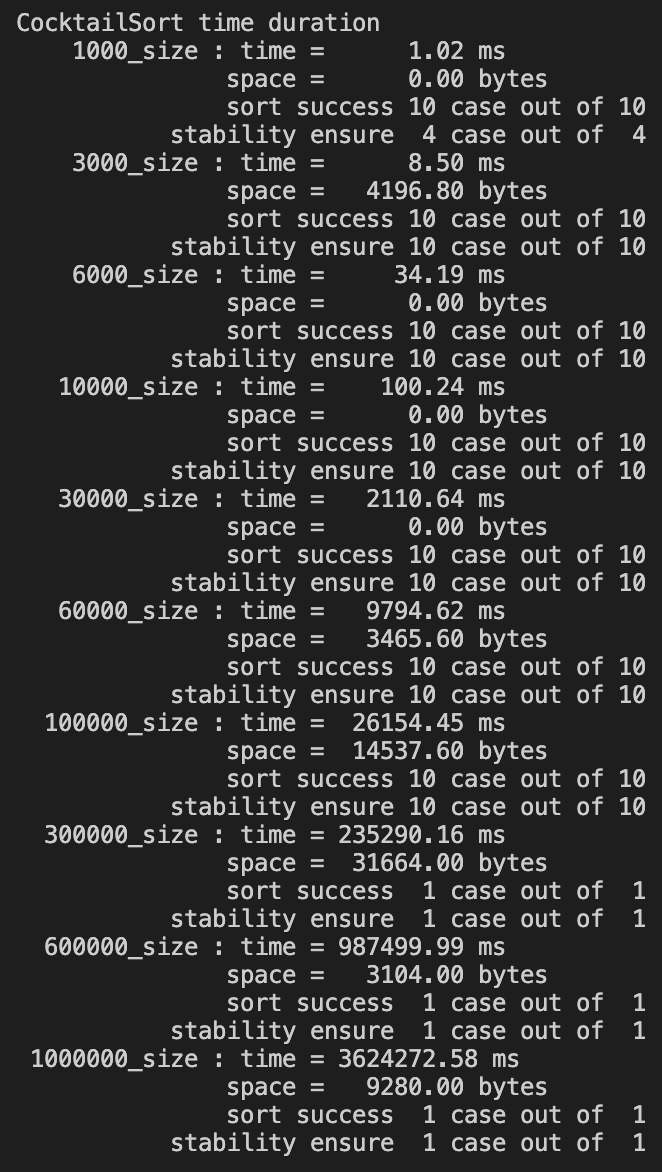 CocktailSort time duration
    1000_size : time =      1.02 ms
               space =      0.00 bytes
               sort success 10 case out of 10
           stability ensure  4 case out of  4
    3000_size : time =      8.50 ms
               space =   4196.80 bytes
               sort success 10 case out of 10
           stability ensure 10 case out of 10
    6000_size : time =     34.19 ms
               space =      0.00 bytes
               sort success 10 case out of 10
           stability ensure 10 case out of 10
   10000_size : time =    100.24 ms
               space =      0.00 bytes
               sort success 10 case out of 10
           stability ensure 10 case out of 10
   30000_size : time =   2110.64 ms
               space =      0.00 bytes
               sort success 10 case out of 10
           stability ensure 10 case out of 10
   60000_size : time =   9794.62 ms
               space =   3465.60 bytes
               sort success 10 case out of 10
           stability ensure 10 case out of 10
  100000_size : time =  26154.45 ms
               space =  14537.60 bytes
               sort success 10 case out of 10
           stability ensure 10 case out of 10
  300000_size : time = 235290.16 ms
               space =  31664.00 bytes
               sort success  1 case out of  1
           stability ensure  1 case out of  1
  600000_size : time = 987499.99 ms
               space =   3104.00 bytes
               sort success  1 case out of  1
           stability ensure  1 case out of  1
 1000000_size : time = 3624272.58 ms
               space =   9280.00 bytes
               sort success  1 case out of  1
           stability ensure  1 case out of  1